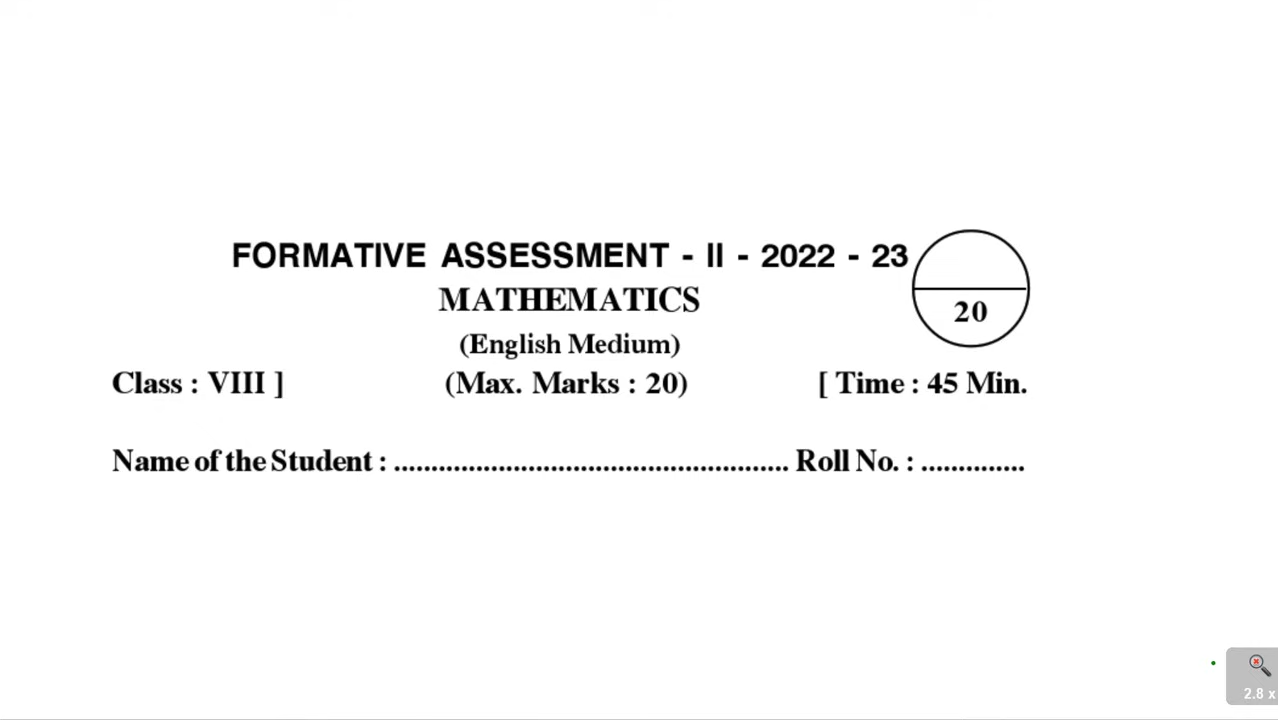 FORMATIVE ASSESSMENT - II - 2022 - 23
MATHEMATICS
20
(English Medium)
Class : VIII ] (Max. Marks : 20) [ Time : 45 Min.
Name of the Student : ..................................................... Roll No. : ..............
2.8 x